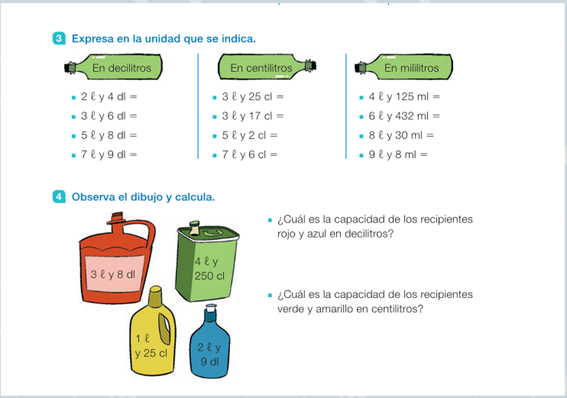 3 Expresa en la unidad que se indica.
En decilitros
2 ℓ y 4 dl =
3 ℓ y 6 dl =
5 ℓ y 8 dl =
7 ℓ y 9 dl =
En centilitros
3 ℓ y 25 cl =
3 ℓ y 17 cl =
5 ℓ y 2 cl =
7 ℓ y 6 cl =
En mililitros
4 ℓ y 125 ml =
6 ℓ y 432 ml =
8 ℓ y 30 ml =
9 ℓ y 8 ml =
4 Observa el dibujo y calcula.
3 ℓ y 8 dl
4 ℓ y
250 cl
1 ℓ
y 25 cl
2 ℓ y
9 dl
¿Cuál es la capacidad de los recipientes
rojo y azul en decilitros?
¿Cuál es la capacidad de los recipientes
verde y amarillo en centilitros?